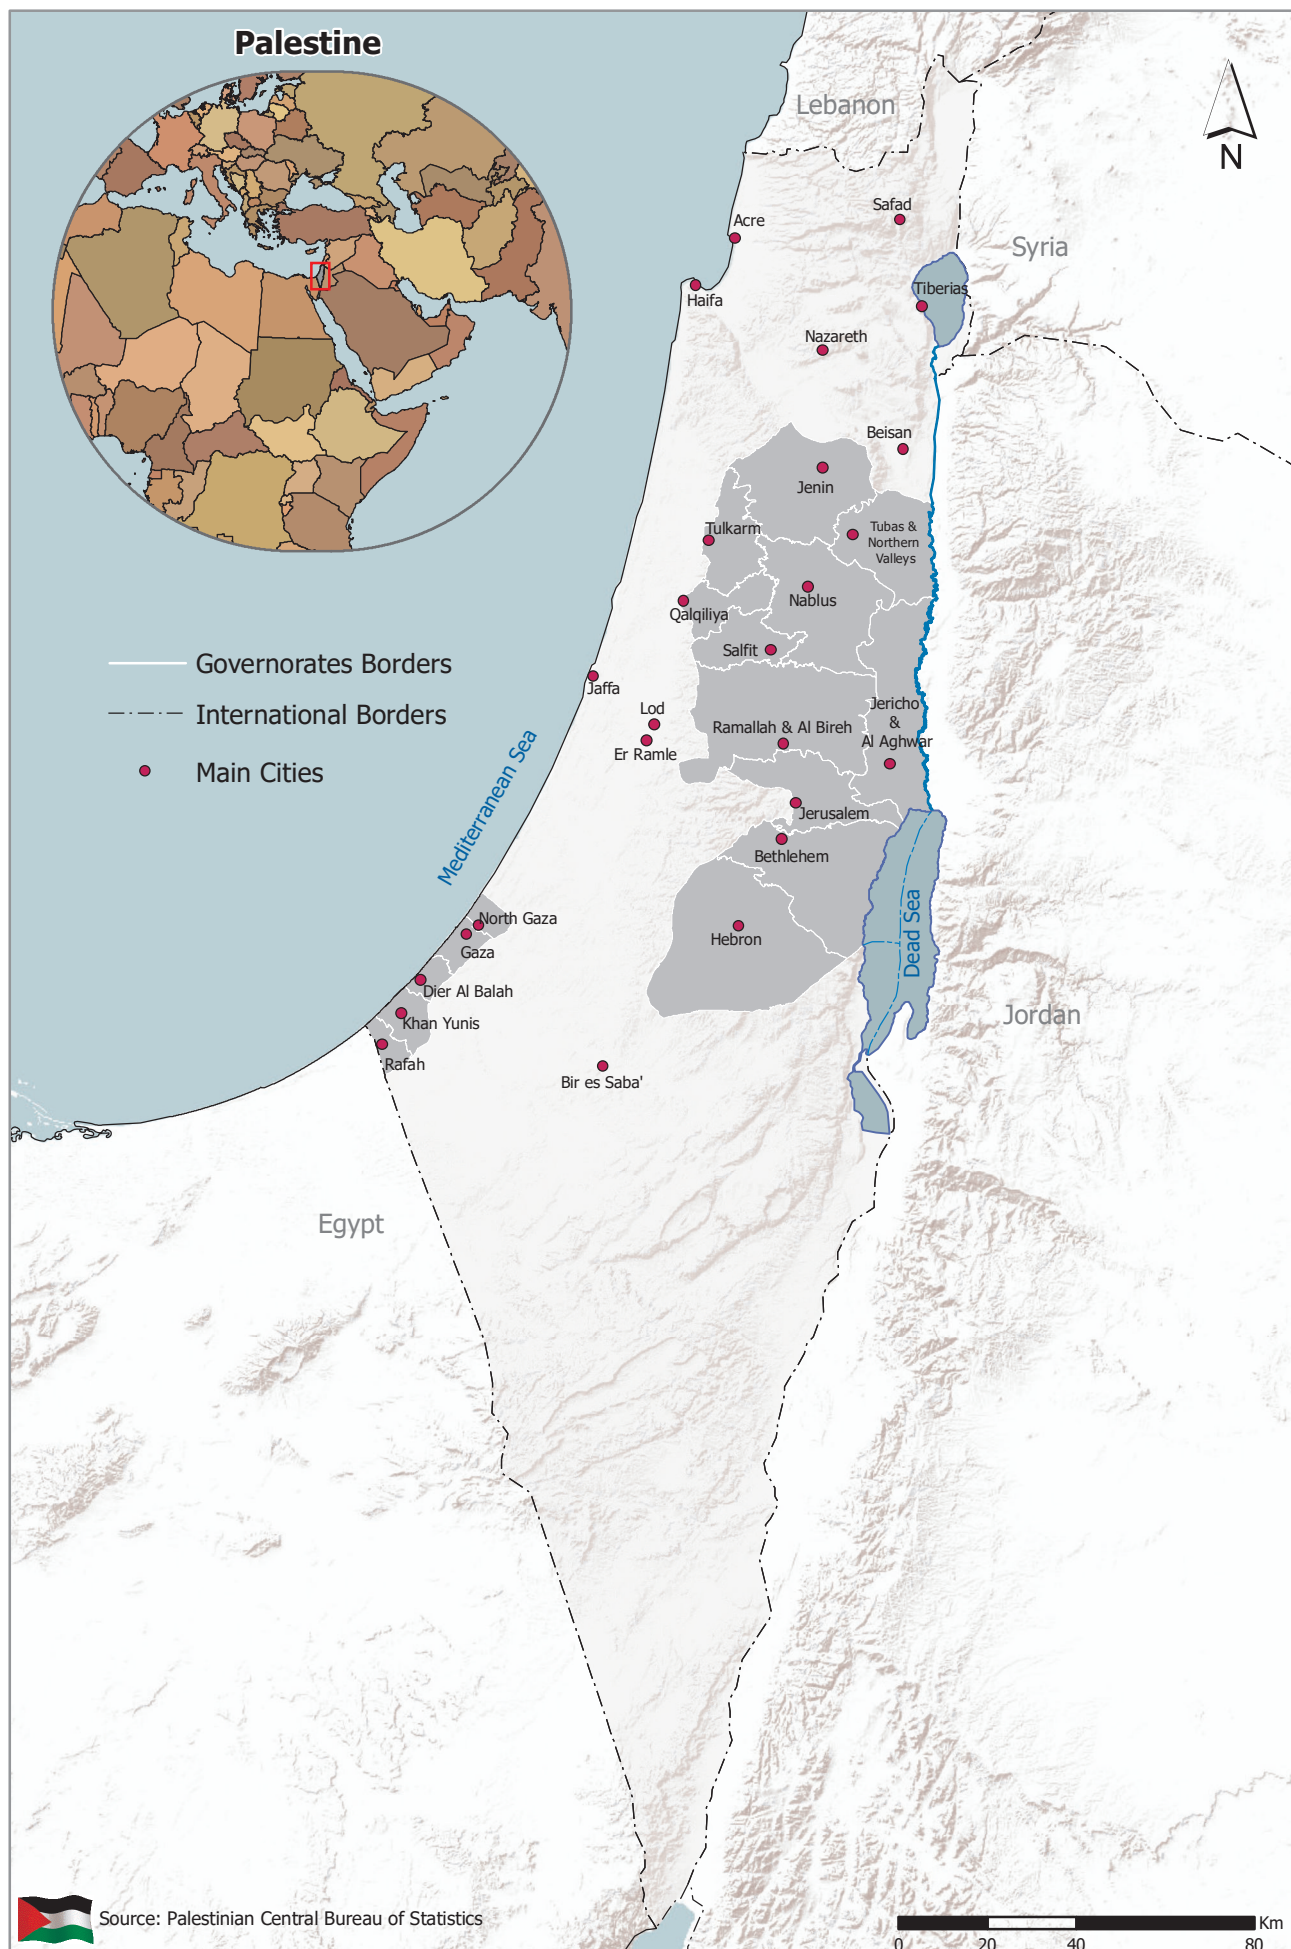 Palestine
N
Lebanon
Syria
Safad
Acre
Haifa
Tiberias
Nazareth
Beisan
Jenin
Tulkarm
Tubas &
Northern
Valleys
Nablus
Qalqiliya
Salfit
Governorates Borders
International Borders
Main Cities
Jaffa
Lod
Er Ramle
Ramallah & Al Bireh
Jericho
&
Al Aghwar
Jerusalem
Bethlehem
Mediterranean Sea
North Gaza
Gaza
Hebron
Dead Sea
Dier Al Balah
Khan Yunis
Rafah
Jordan
Bir es Saba'
Egypt
Source: Palestinian Central Bureau of Statistics
Km
0 20 40 80